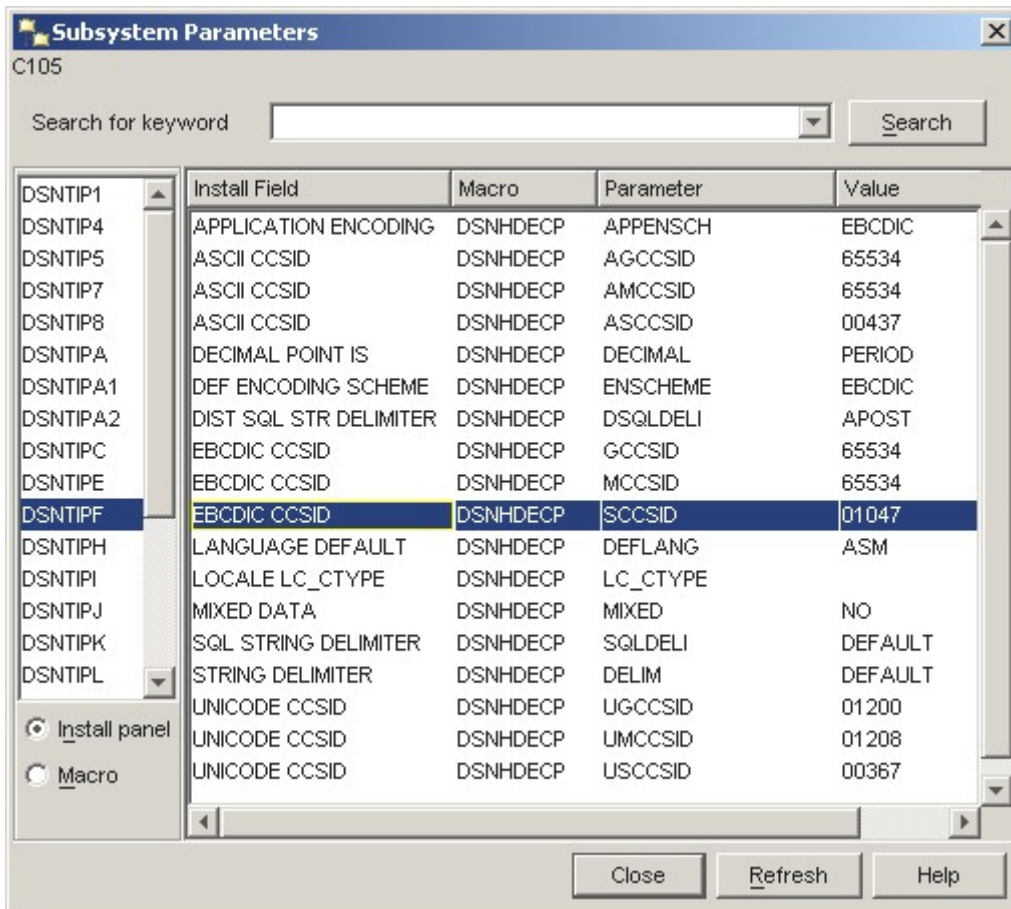 Subsystem Parameters
C105
Search for keyword Search
Install Field Macro Parameter Value
DSNTIP1
DSNTIP4
DSNTIP5
DSNTIP7
DSNTIP8
DSNTIPA
DSNTIPA1
DSNTIPA2
DSNTIPC
DSNTIPE
DSNTIPF
DSNTIPH
DSNTIPI
DSNTIPJ
DSNTIPK
DSNTIPL
Install panel
Macro
APPLICATION ENCODING DSNHDECP APPENSCH EBCDIC
ASCII CCSID DSNHDECP AGCCSID 65534
ASCII CCSID DSNHDECP AMCCSID 65534
ASCII CCSID DSNHDECP ASCCSID 00437
DECIMAL POINT IS DSNHDECP DECIMAL PERIOD
DEF ENCODING SCHEME DSNHDECP ENSCHEME EBCDIC
DIST SQL STR DELIMITER DSNHDECP DSQLDELI APOST
EBCDIC CCSID DSNHDECP GCCSID 65534
EBCDIC CCSID DSNHDECP MCCSID 65534
EBCDIC CCSID DSNHDECP SCCSID 01047
LANGUAGE DEFAULT DSNHDECP DEFLANG ASM
LOCALE LC_CTYPE DSNHDECP LC_CTYPE
MIXED DATA DSNHDECP MIXED NO
SQL STRING DELIMITER DSNHDECP SQLDELI DEFAULT
STRING DELIMITER DSNHDECP DELIM DEFAULT
UNICODE CCSID DSNHDECP UGCCSID 01200
UNICODE CCSID DSNHDECP UMCCSID 01208
UNICODE CCSID DSNHDECP USCCSID 00367
Close Refresh Help